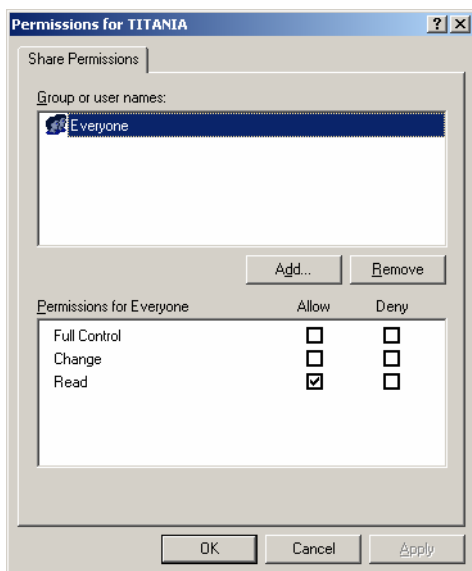 Permissions for TITANIA
Share Permissions
Group or user names:
Everyone
Add... Remove
Permissions for Everyone Allow Deny
Full Control
Change
Read
OK Cancel Apply